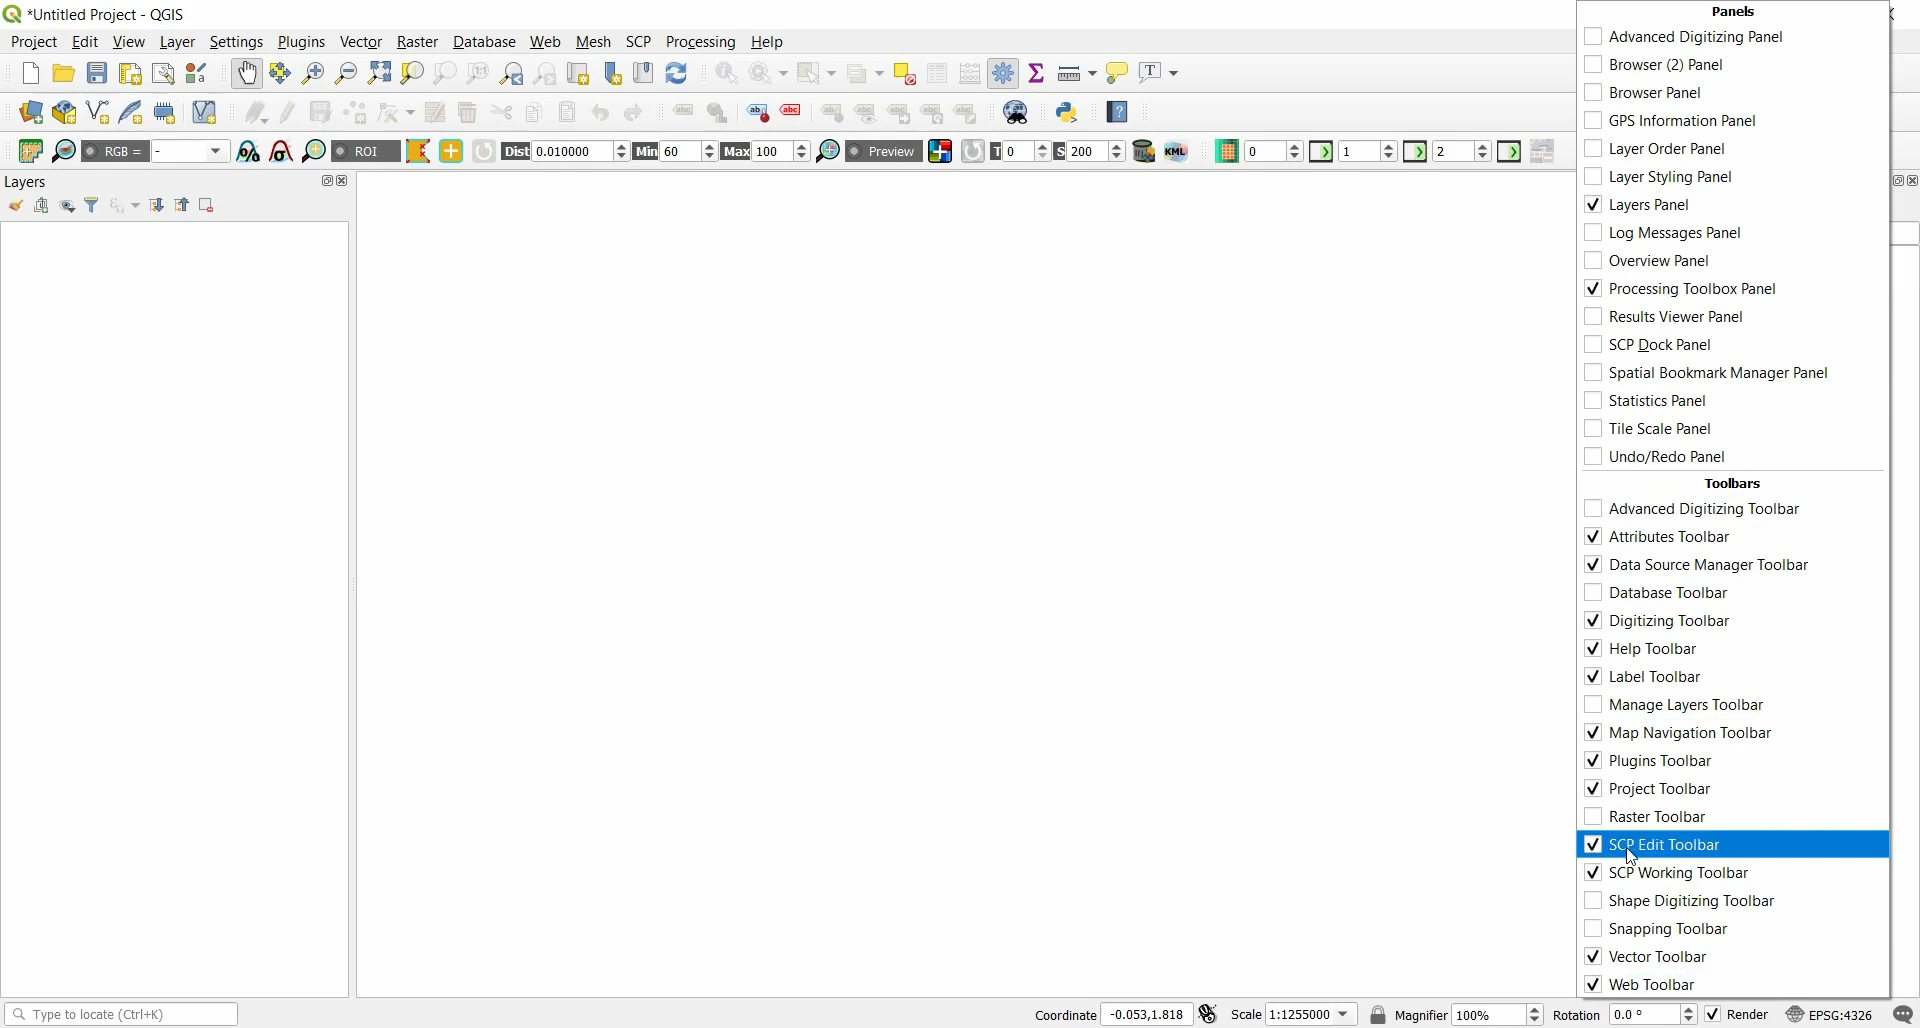 *Untitled Project - QGIS
Project Edit View Layer Settings Plugins Vector Raster Database Web Mesh SCP Processing Help
RGB = - ROI Dist 0.010000 Min 60 Max 100 Preview T 0 S 200 KML 0 1 2
Layers
Panels
Advanced Digitizing Panel
Browser (2) Panel
Browser Panel
GPS Information Panel
Layer Order Panel
Layer Styling Panel
Layers Panel
Log Messages Panel
Overview Panel
Processing Toolbox Panel
Results Viewer Panel
SCP Dock Panel
Spatial Bookmark Manager Panel
Statistics Panel
Tile Scale Panel
Undo/Redo Panel
Toolbars
Advanced Digitizing Toolbar
Attributes Toolbar
Data Source Manager Toolbar
Database Toolbar
Digitizing Toolbar
Help Toolbar
Label Toolbar
Manage Layers Toolbar
Map Navigation Toolbar
Plugins Toolbar
Project Toolbar
Raster Toolbar
SCP Edit Toolbar
SCP Working Toolbar
Shape Digitizing Toolbar
Snapping Toolbar
Vector Toolbar
Web Toolbar
Type to locate (Ctrl+K) Coordinate -0.053,1.818 Scale 1:1255000 Magnifier 100% Rotation 0.0 ° Render EPSG:4326